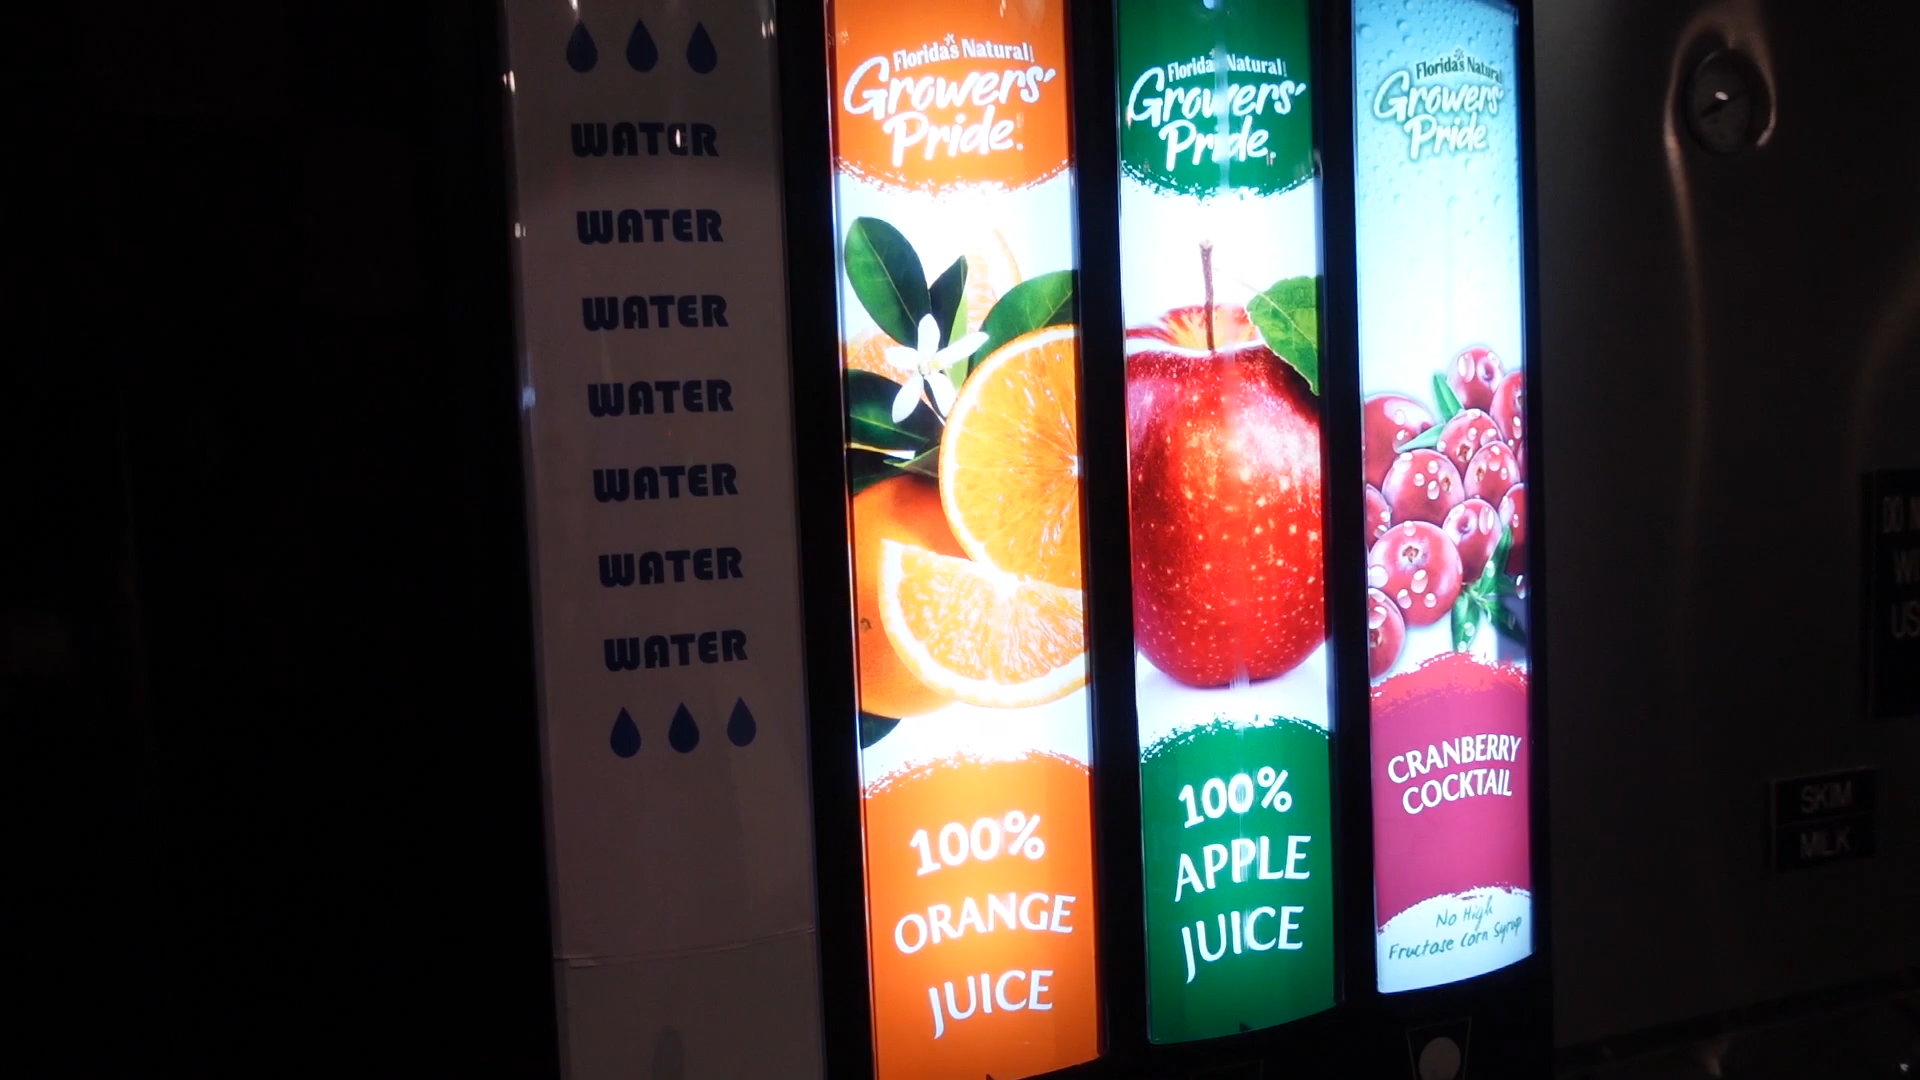 WATER
WATER
WATER
WATER
WATER
WATER
WATER
Florida's Natural
Growers'
Pride
100%
ORANGE
JUICE
Florida's Natural
Growers'
Pride
100%
APPLE
JUICE
Florida's Natural
Growers'
Pride
CRANBERRY
COCKTAIL
No High
Fructose Corn Syrup
DO
SKIM
MILK